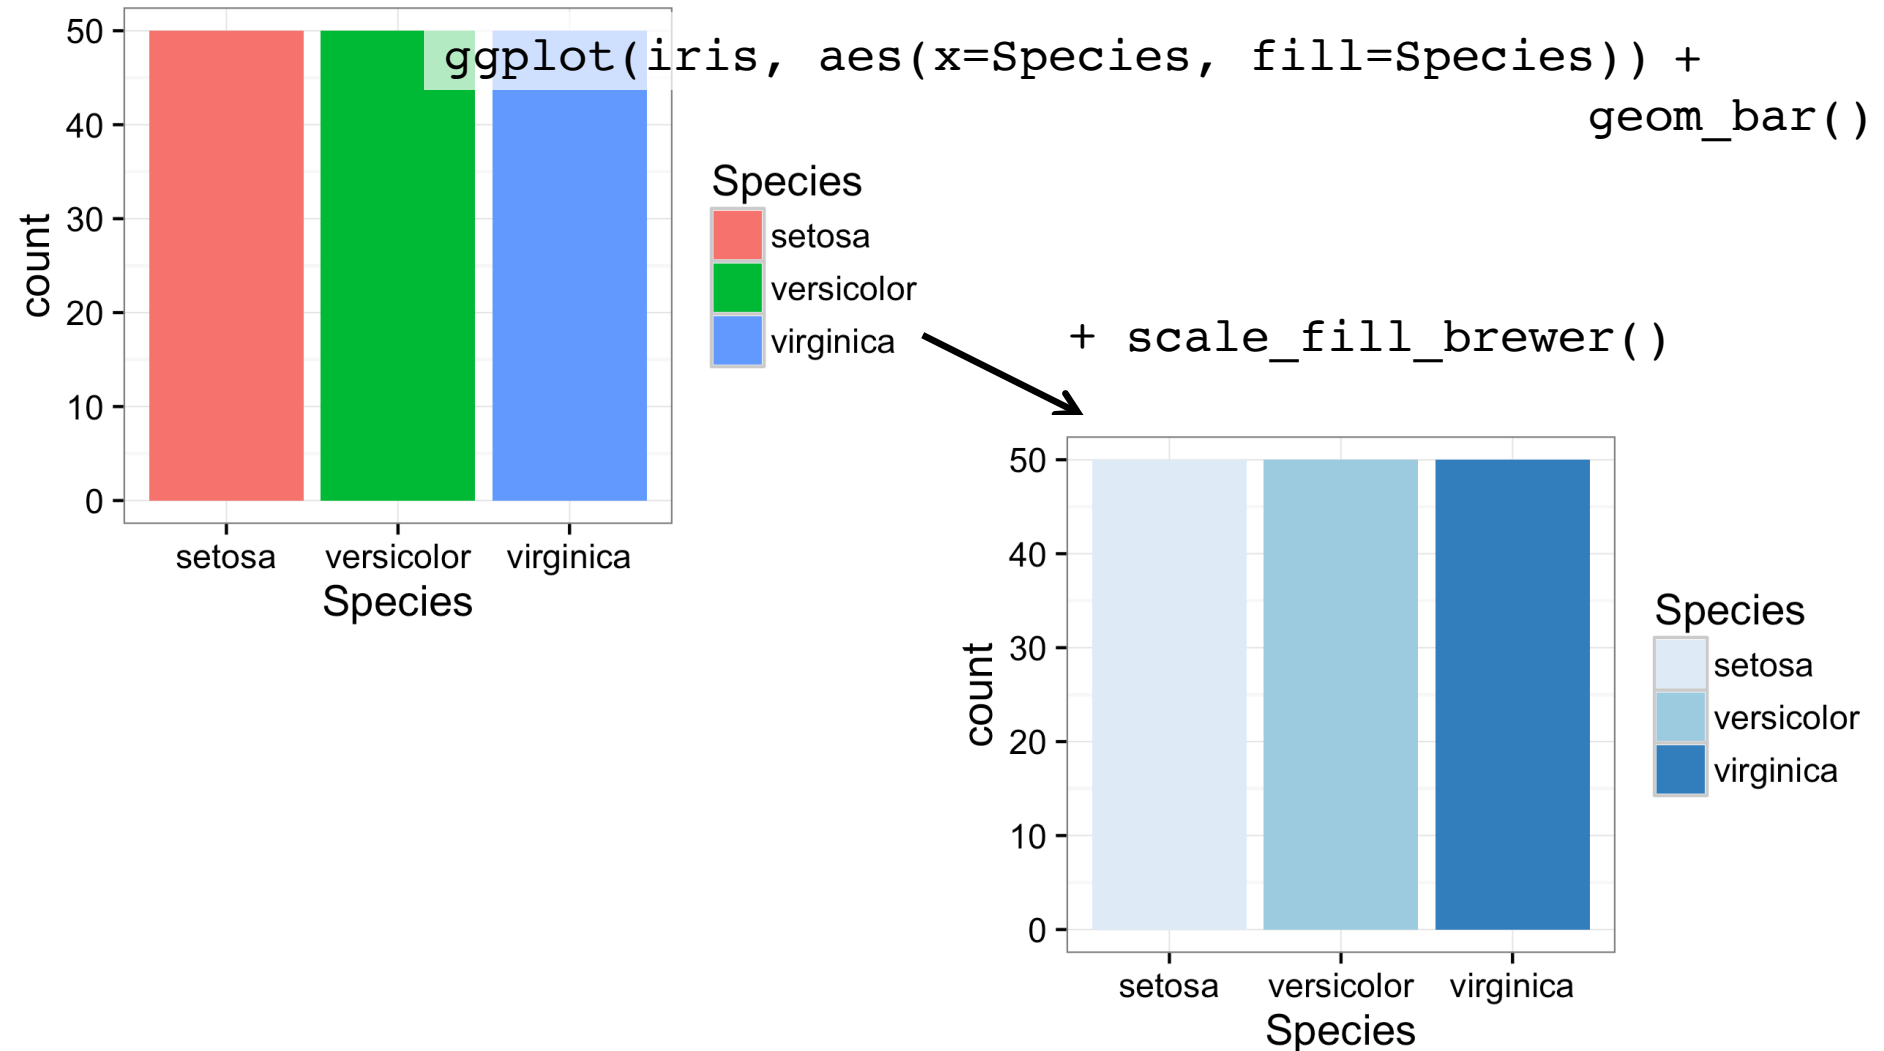 ggplot(iris, aes(x=Species, fill=Species)) +
geom_bar()
50
40
30
20
10
0
count
setosa versicolor virginica
Species
Species
setosa
versicolor
virginica
+ scale_fill_brewer()
50
40
30
20
10
0
count
setosa versicolor virginica
Species
Species
setosa
versicolor
virginica